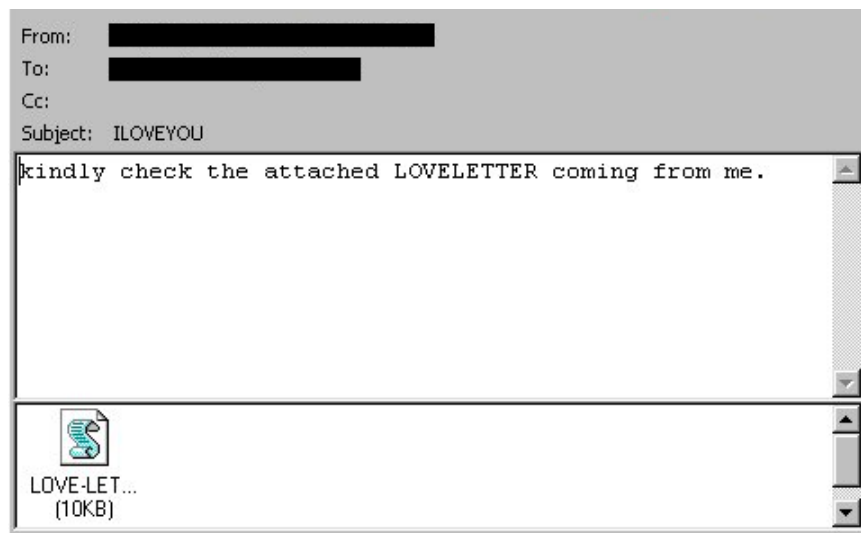 From:
To:
Cc:
Subject: ILOVEYOU
kindly check the attached LOVELETTER coming from me.
LOVE-LET...
(10KB)